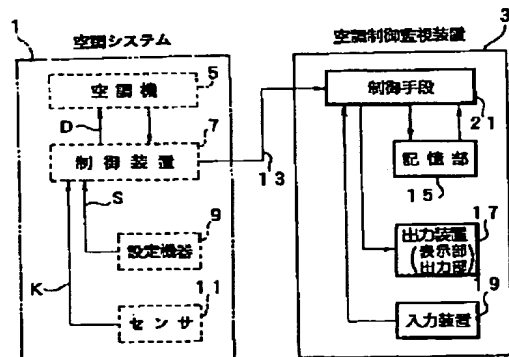 空調システム
1
空調機
5
D
制御装置
7
S
設定機器
9
K
センサ
11
13
空調制御監視装置
3
制御手段
21
記憶部
15
出力装置
(表示部
出力部)
17
入力装置
9